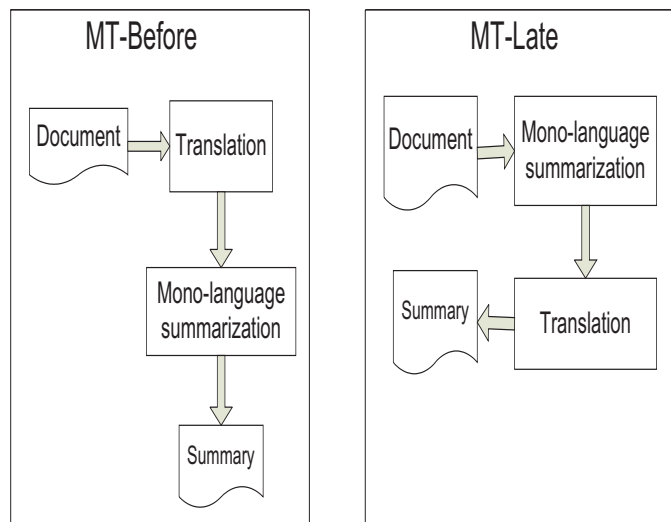 MT-Before
Document
Translation
Mono-language
summarization
Summary
MT-Late
Document
Mono-language
summarization
Translation
Summary